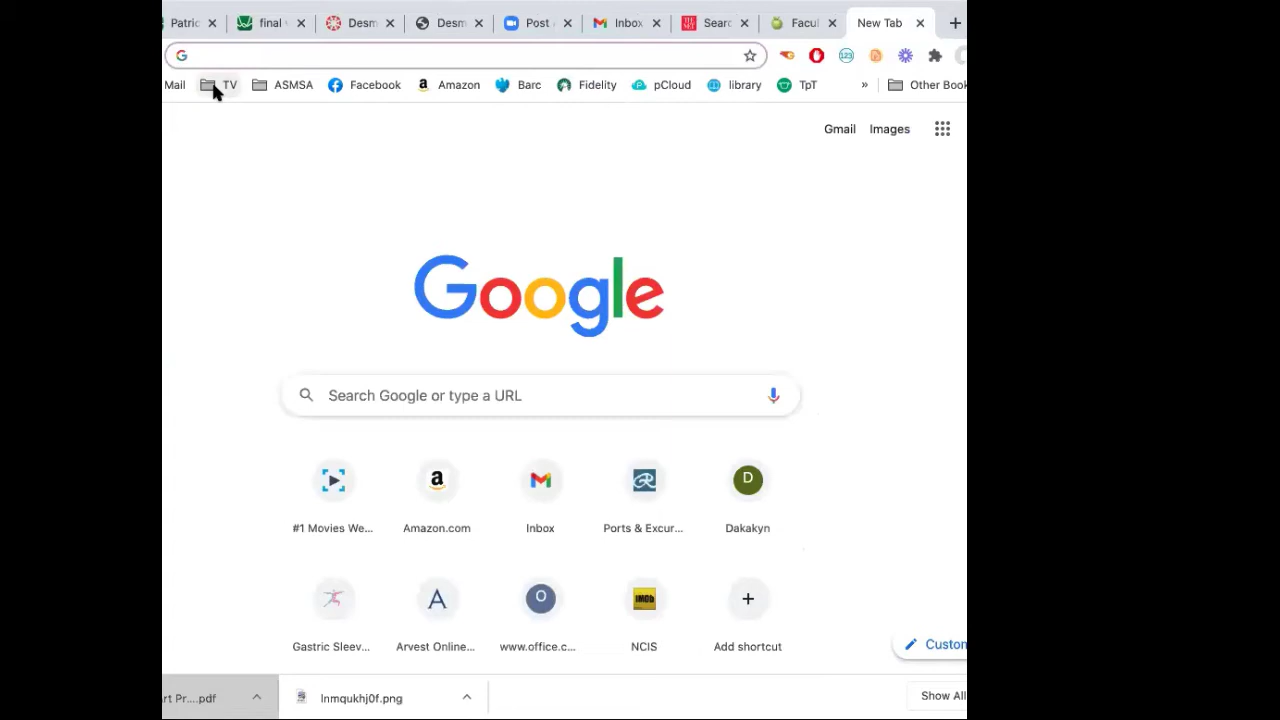 Patric final Desm Desm Post Inbox Searc Facul New Tab
Mail TV ASMSA Facebook Amazon Barc Fidelity pCloud library TpT » Other Book
Gmail Images
Google
Search Google or type a URL
a D
#1 Movies We... Amazon.com Inbox Ports & Excur... Dakakyn
A O IMDb
Gastric Sleev... Arvest Online... www.office.c... NCIS Add shortcut
Custom
rt Pr....pdf lnmqukhj0f.png Show All